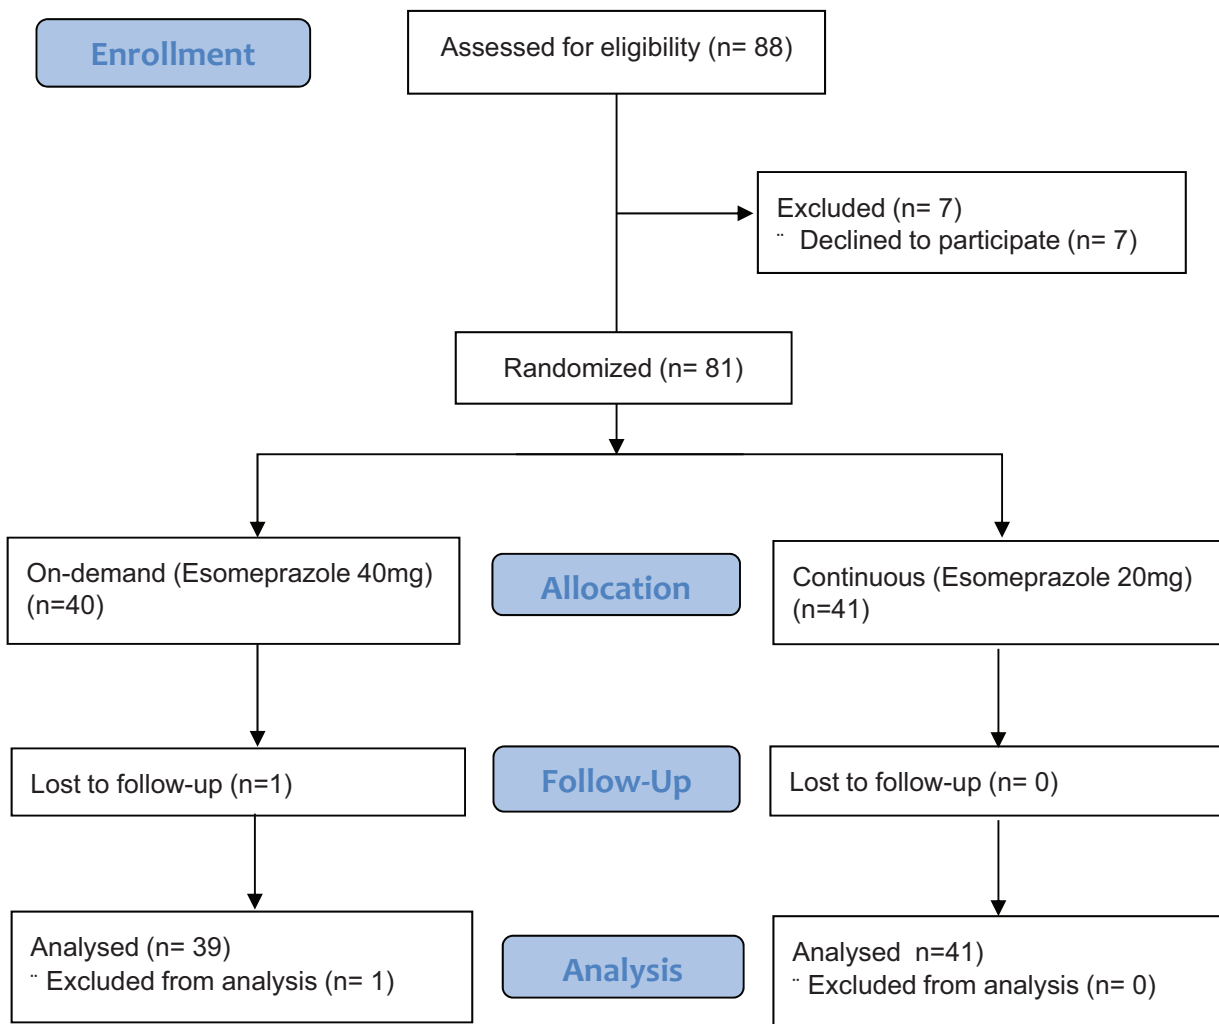 Enrollment
Assessed for eligibility (n= 88)
Excluded (n= 7)
¨ Declined to participate (n= 7)
Randomized (n= 81)
On-demand (Esomeprazole 40mg)
(n=40)
Allocation
Continuous (Esomeprazole 20mg)
(n=41)
Lost to follow-up (n=1)
Follow-Up
Lost to follow-up (n= 0)
Analysed (n= 39)
¨ Excluded from analysis (n= 1)
Analysis
Analysed  n=41)
¨ Excluded from analysis (n= 0)